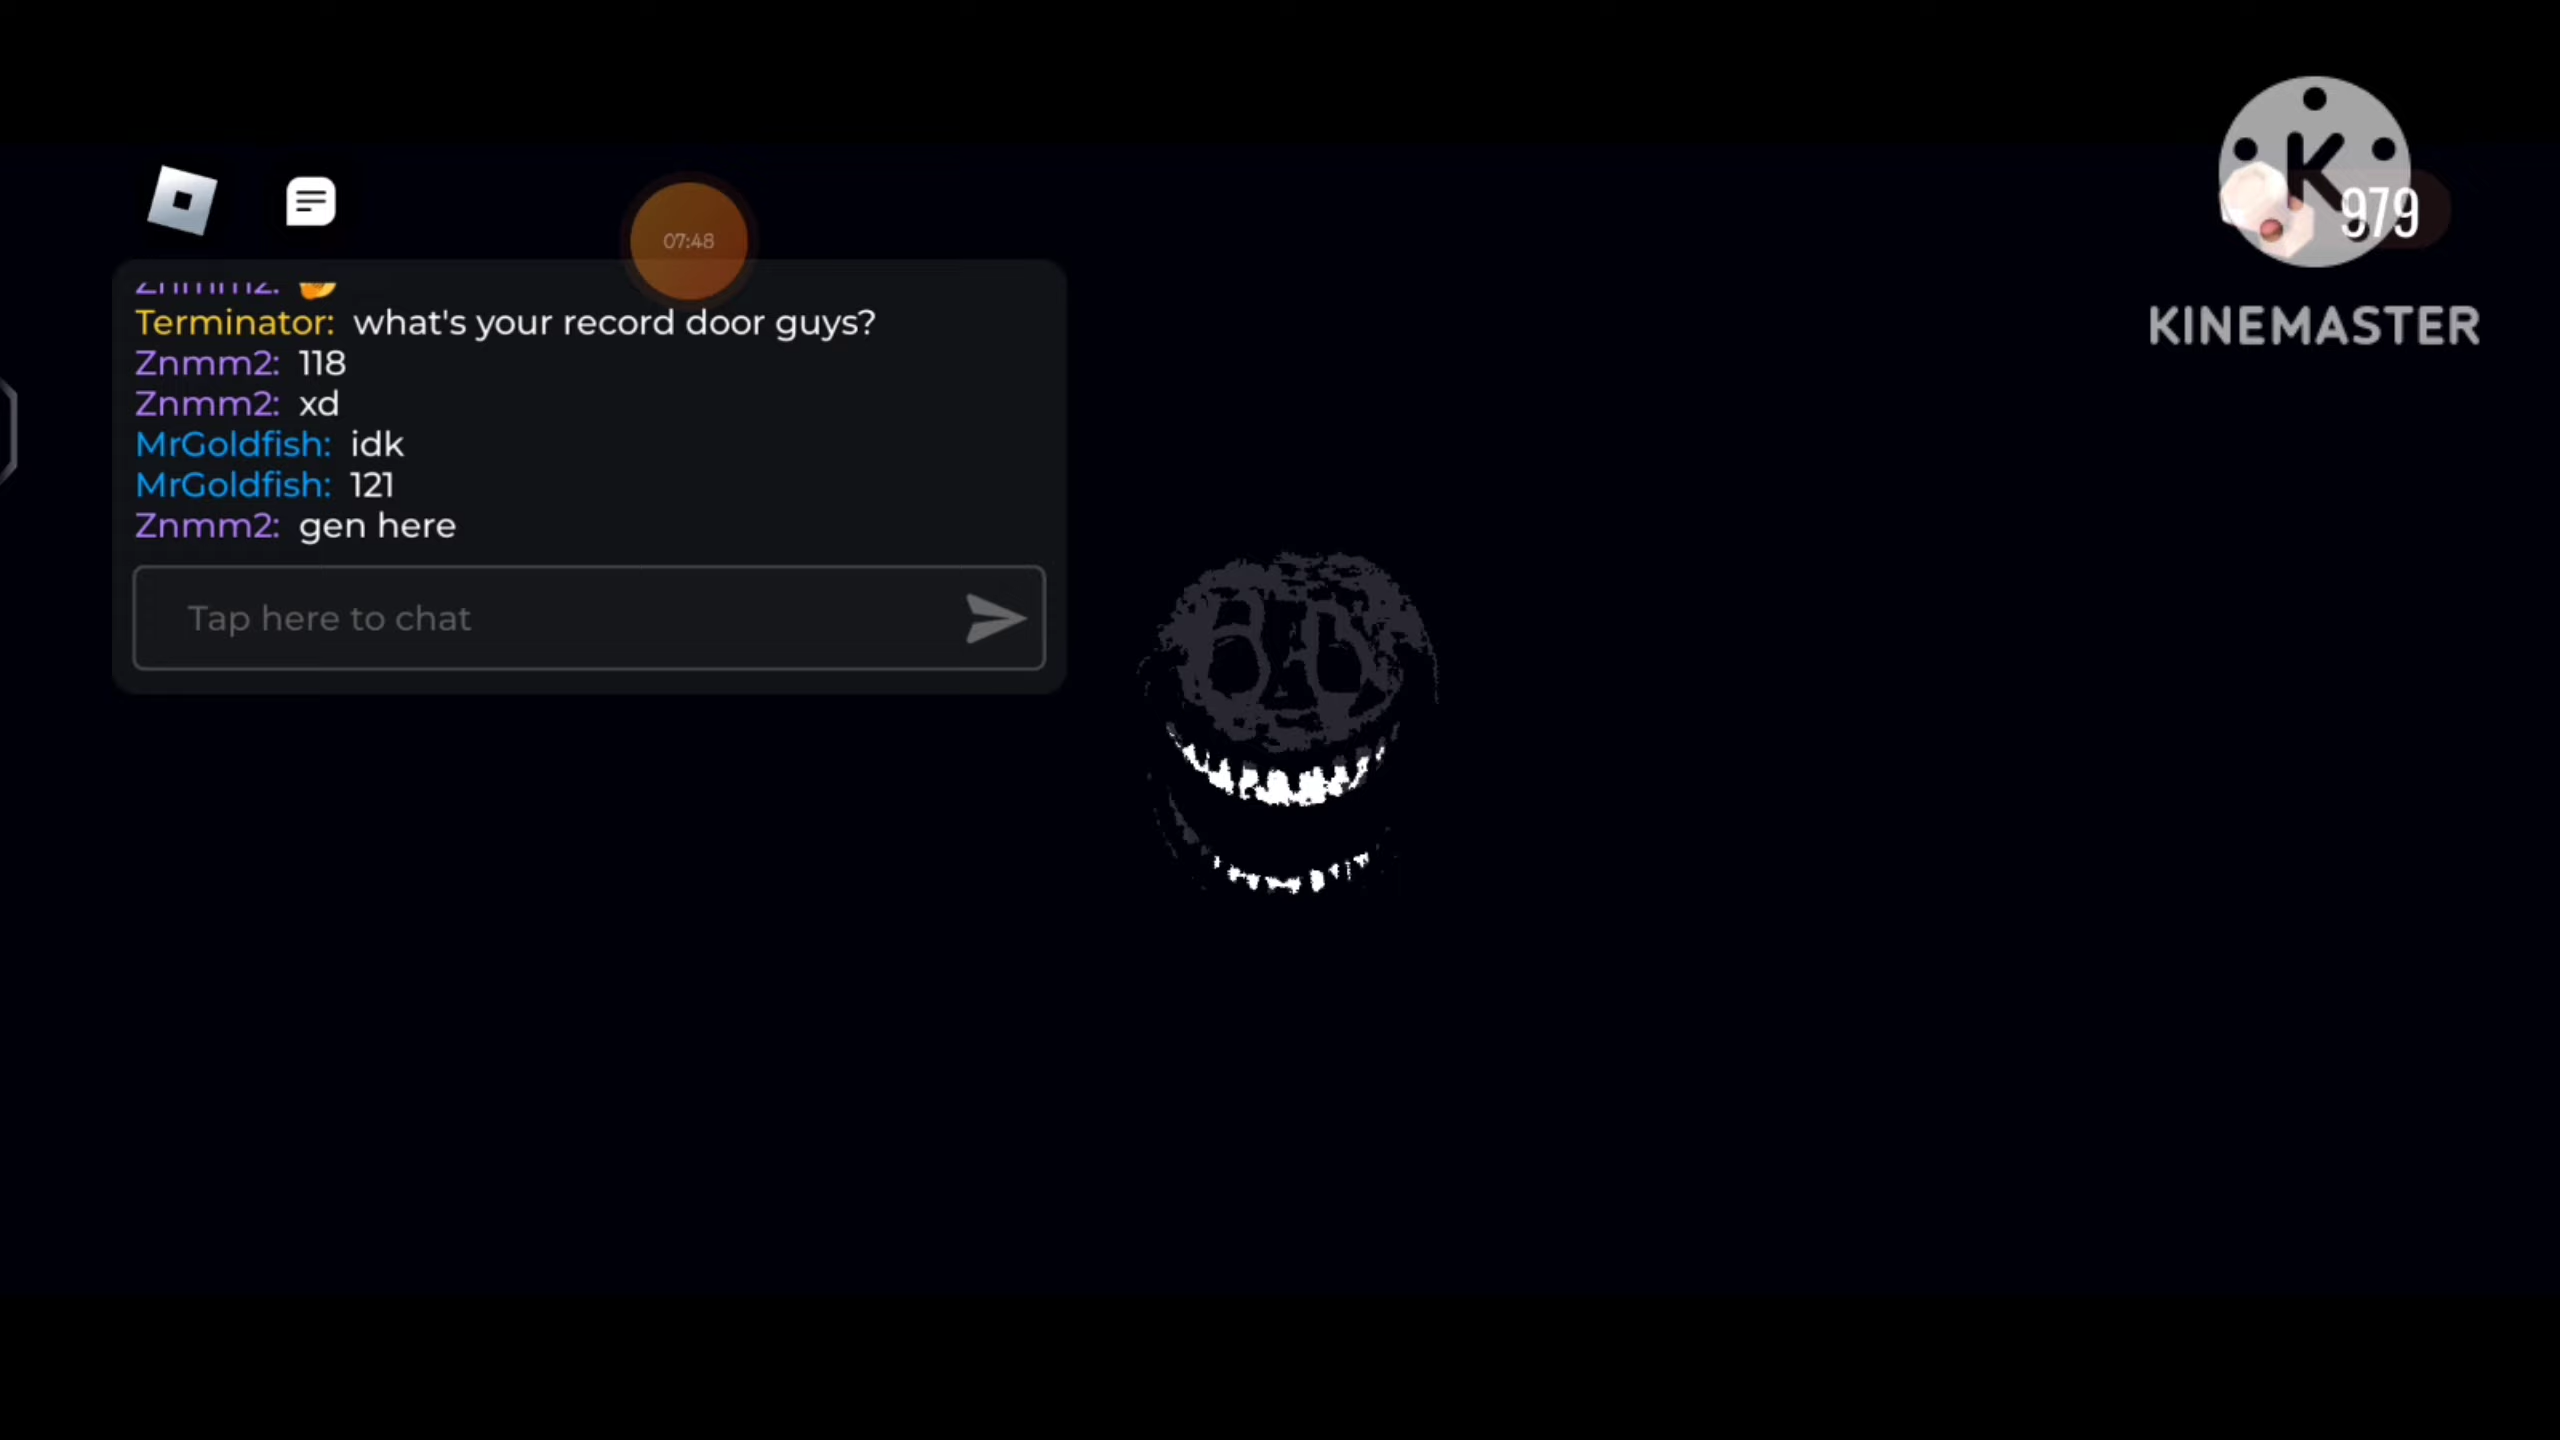 07:48
979
KINEMASTER
Znmm2:
Terminator: what's your record door guys?
Znmm2: 118
Znmm2: xd
MrGoldfish: idk
MrGoldfish: 121
Znmm2: gen here
Tap here to chat